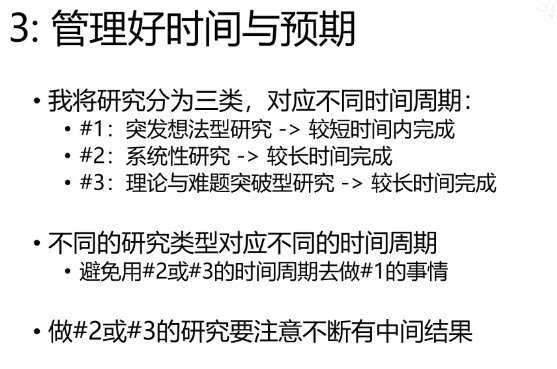 3: 管理好时间与预期
• 我将研究分为三类，对应不同时间周期：
• #1：突发想法型研究 -> 较短时间内完成
• #2：系统性研究 -> 较长时间完成
• #3：理论与难题突破型研究 -> 较长时间完成
• 不同的研究类型对应不同的时间周期
• 避免用#2或#3的时间周期去做#1的事情
• 做#2或#3的研究要注意不断有中间结果